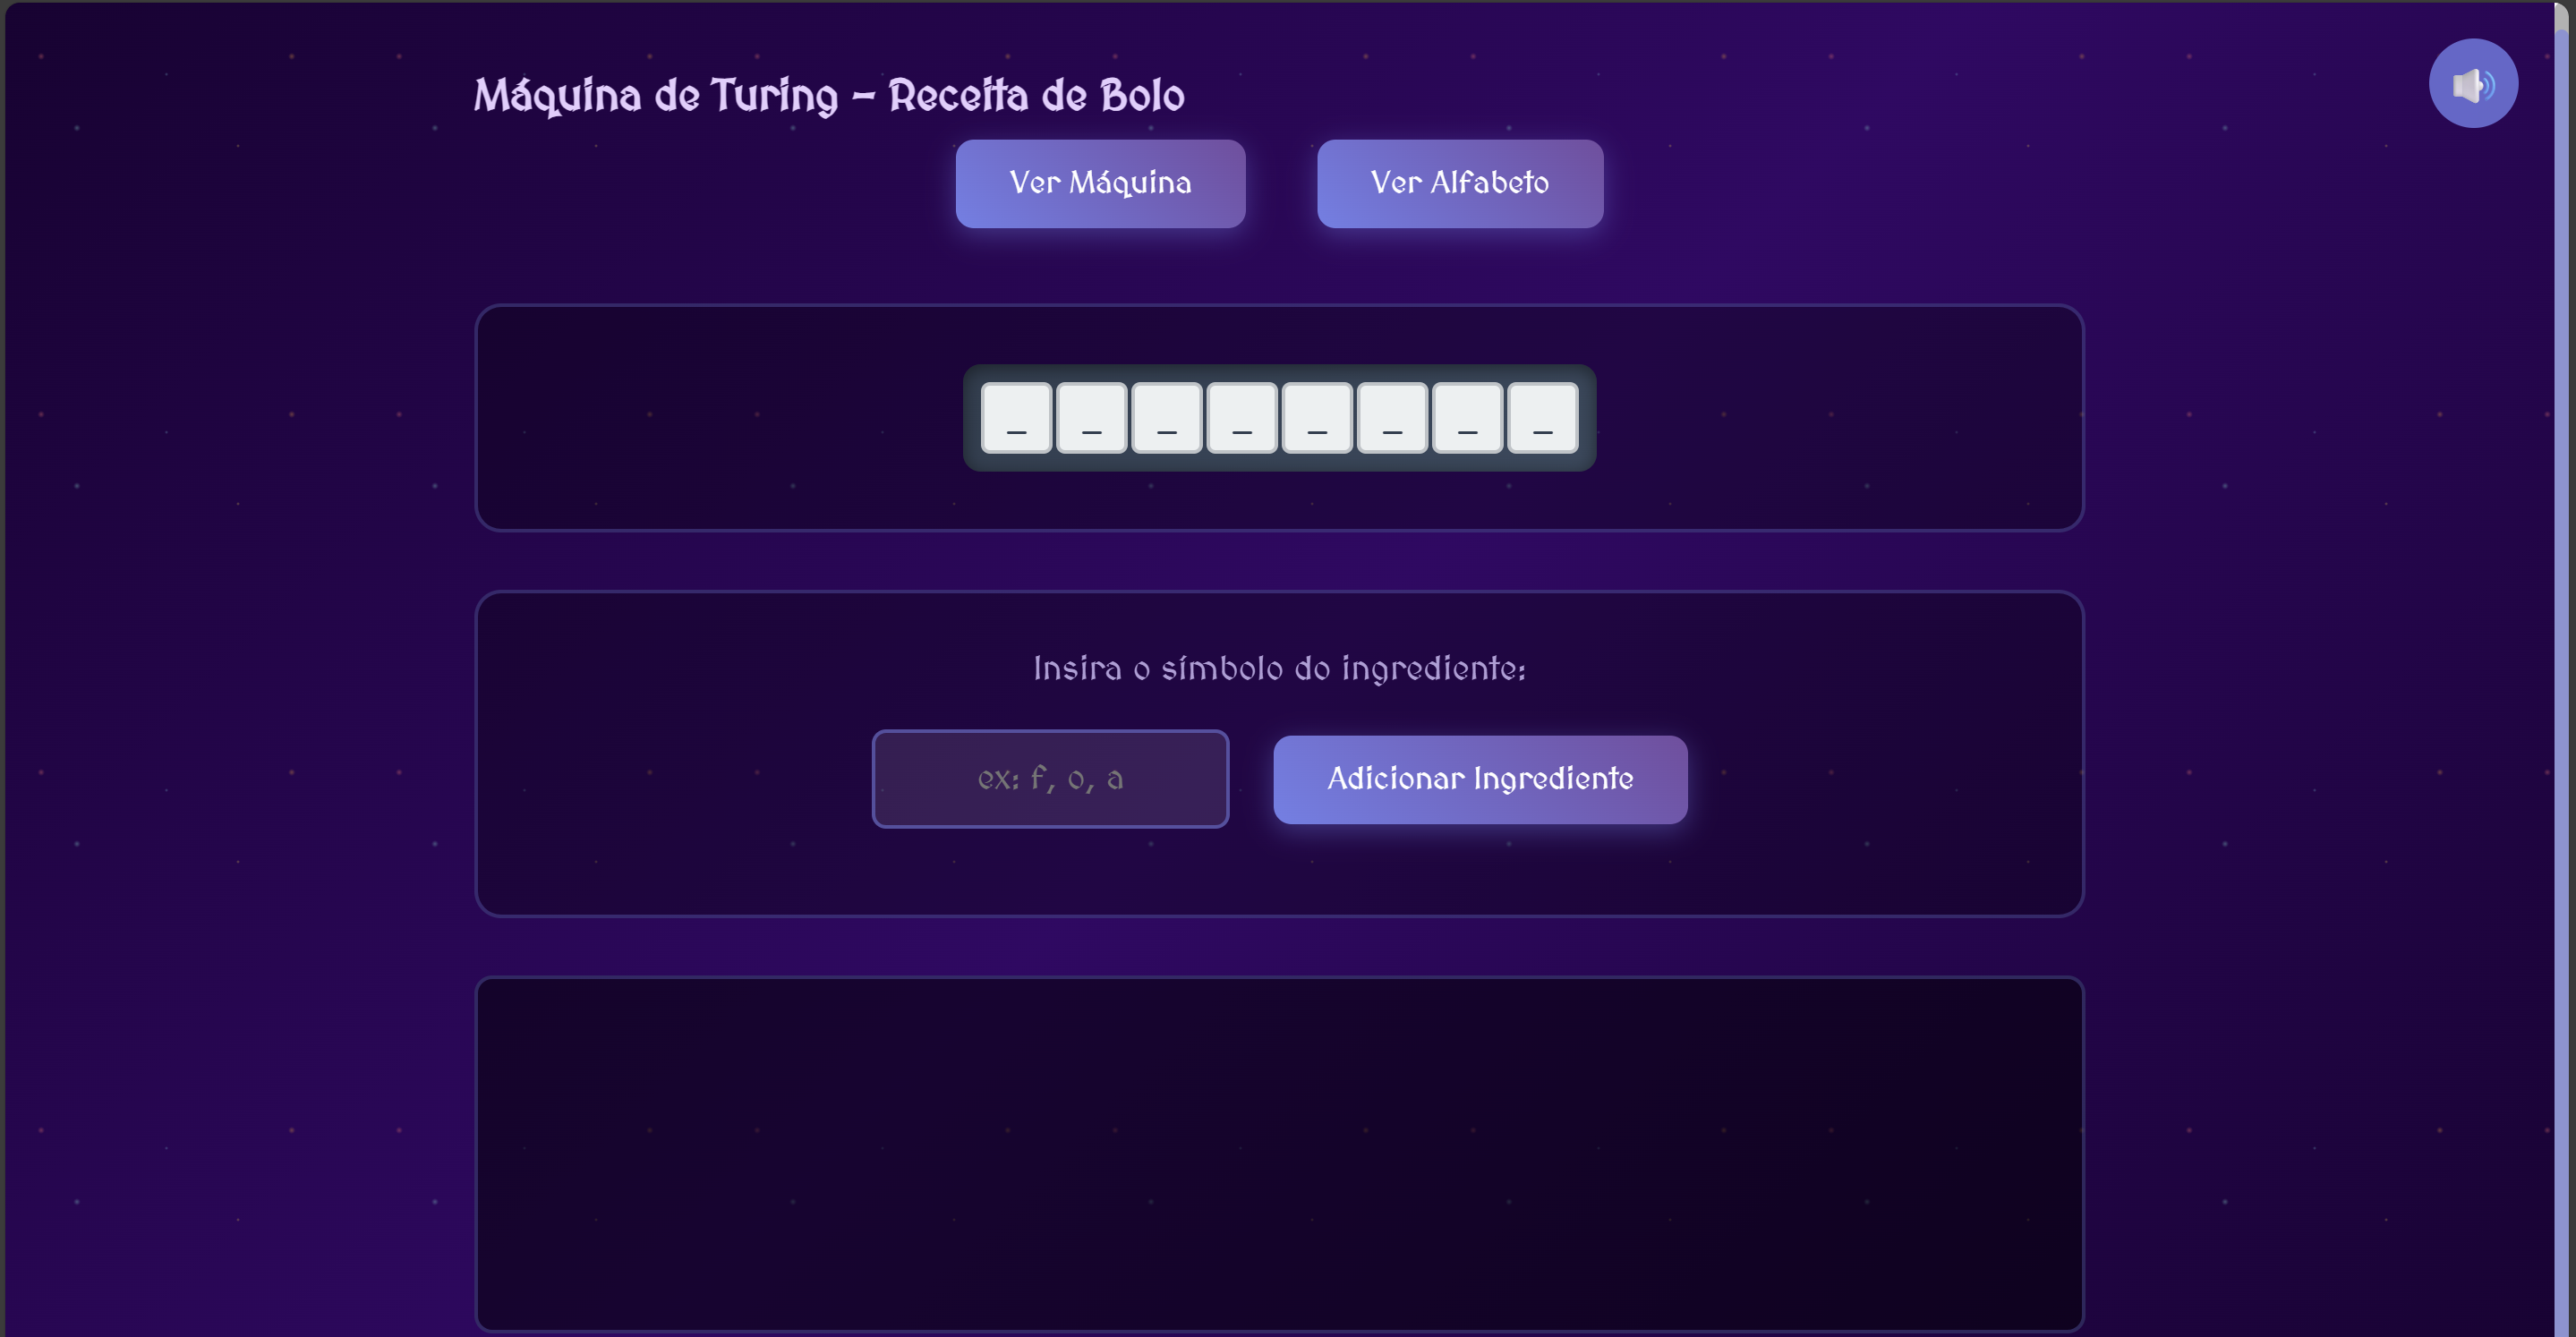 Máquina de Turing - Receita de Bolo
Ver Máquina
Ver Alfabeto
_ _ _ _ _ _ _ _
Insira o símbolo do ingrediente:
ex: f, o, a
Adicionar Ingrediente